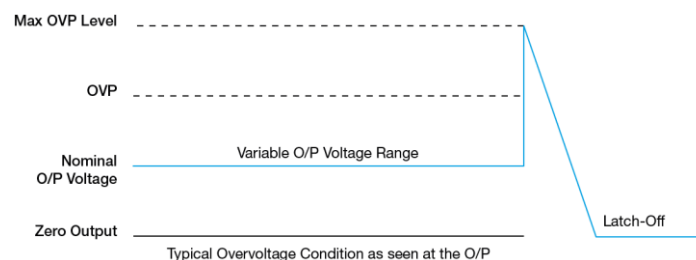 Max OVP Level
OVP
Variable O/P Voltage Range
Nominal
O/P Voltage
Latch-Off
Zero Output
Typical Overvoltage Condition as seen at the O/P